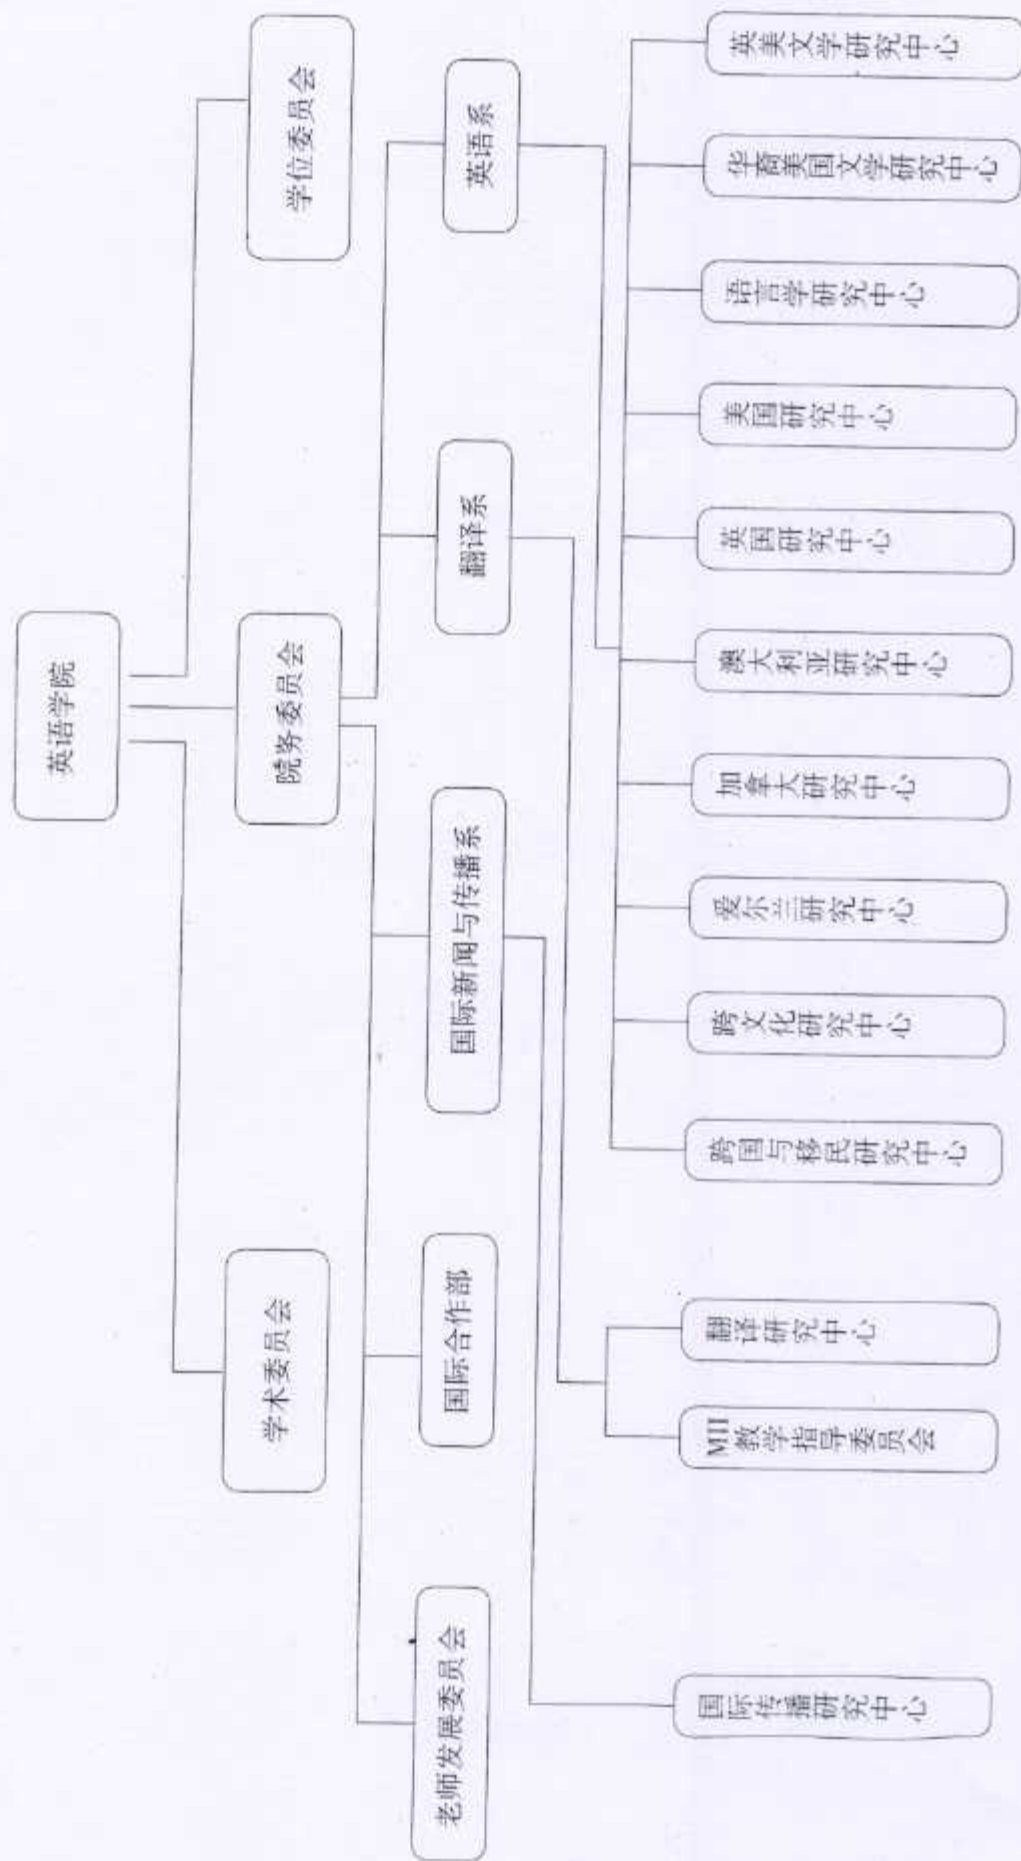 英语学院
学术委员会
院务委员会
学位委员会
老师发展委员会
国际合作部
国际新闻与传播系
翻译系
英语系
国际传播研究中心
MII教学指导委员会
翻译研究中心
跨国与移民研究中心
跨文化研究中心
爱尔兰研究中心
加拿大研究中心
澳大利亚研究中心
英国研究中心
美国研究中心
语言学研究中心
华裔美国文学研究中心
英美文学研究中心